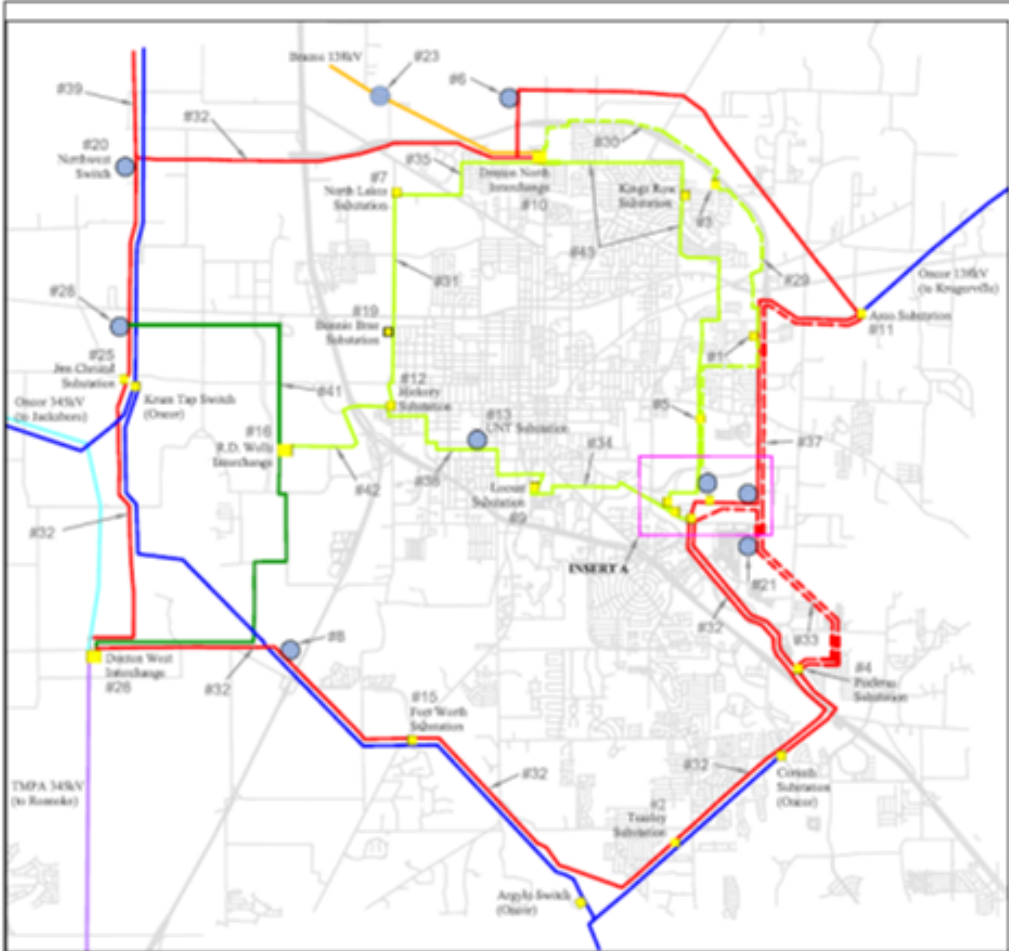 Brazos 138kV
#23
#6
#39
#32
#20
Northwest
Switch
#35
#30
#7
North Lakes
Substation
Denton North
Interchange
#10
Kings Row
Substation
#3
#43
#31
#29
Oncor 138kV
(to Krugerville)
#26
#19
Bonnie Brae
Substation
Arco Substation
#11
#1
#25
Jim Christal
Substation
Krum Tap Switch
(Oncor)
#41
#12
Hickory
Substation
#5
Oncor 345kV
(to Jacksboro)
#13
UNT Substation
#16
R.D. Wells
Interchange
#34
#37
#42
#38
Locust
Substation
#9
#32
INSERT A
#21
#32
#33
#8
Denton West
Interchange
#28
#32
#4
Pockrus
Substation
#15
Fort Worth
Substation
#32
#32
Corinth
Substation
(Oncor)
TMPA 345kV
(to Roanoke)
#2
Teasley
Substation
Argyle Switch
(Oncor)